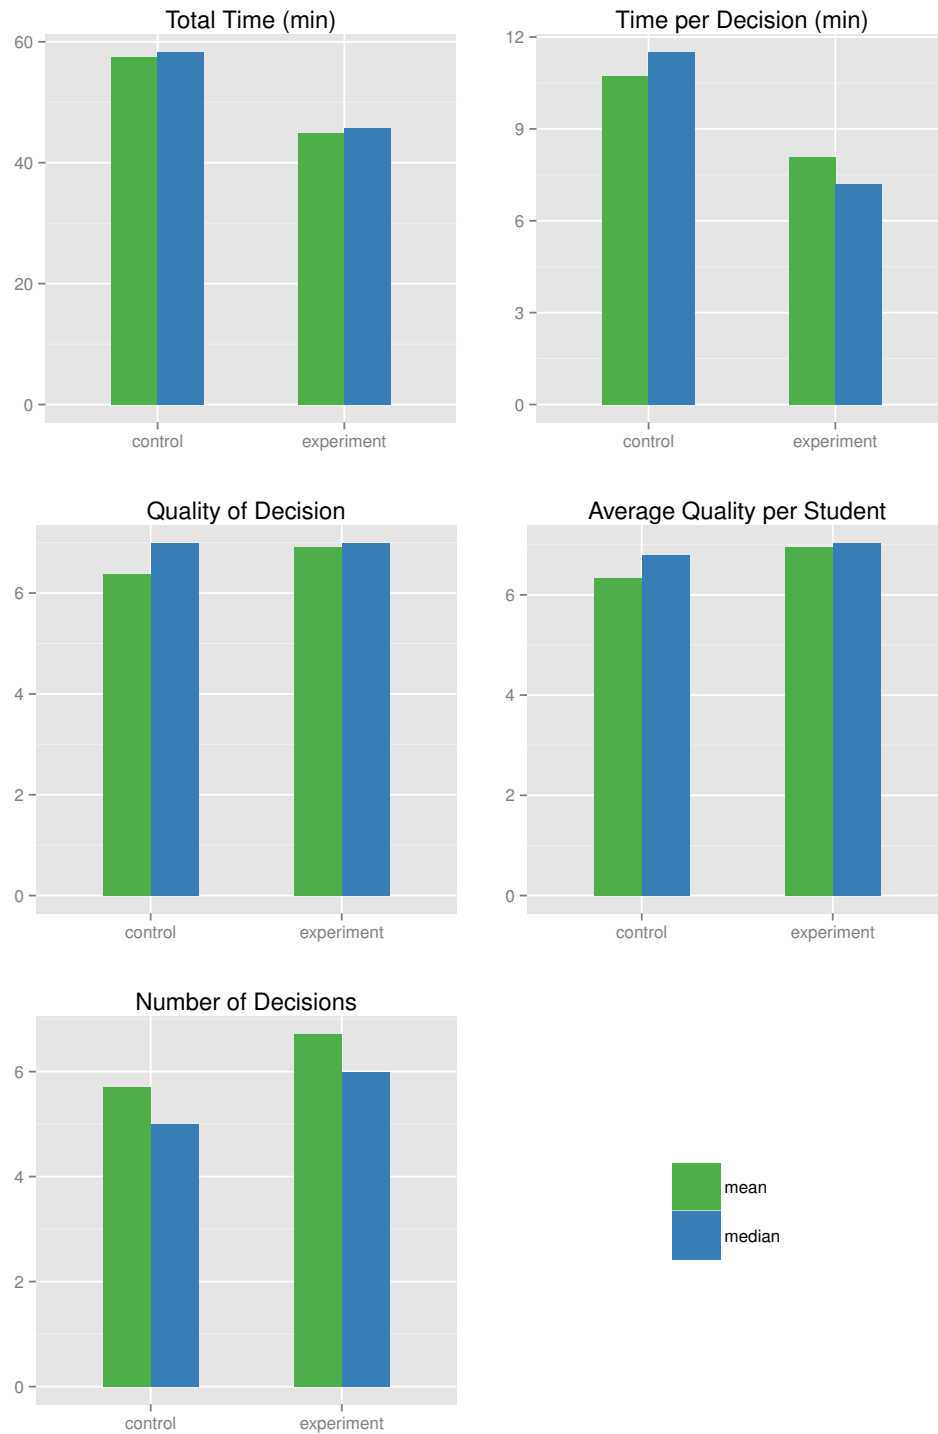 Total Time (min)
60
40
20
0
control experiment
Time per Decision (min)
12
9
6
3
0
control experiment
Quality of Decision
6
4
2
0
control experiment
Average Quality per Student
6
4
2
0
control experiment
Number of Decisions
6
4
2
0
control experiment
mean
median